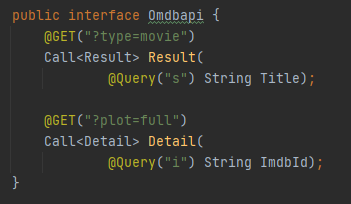 public interface Omdbapi {
    @GET("?type=movie")
    Call<Result> Result(
            @Query("s") String Title);

    @GET("?plot=full")
    Call<Detail> Detail(
            @Query("i") String ImdbId);
}